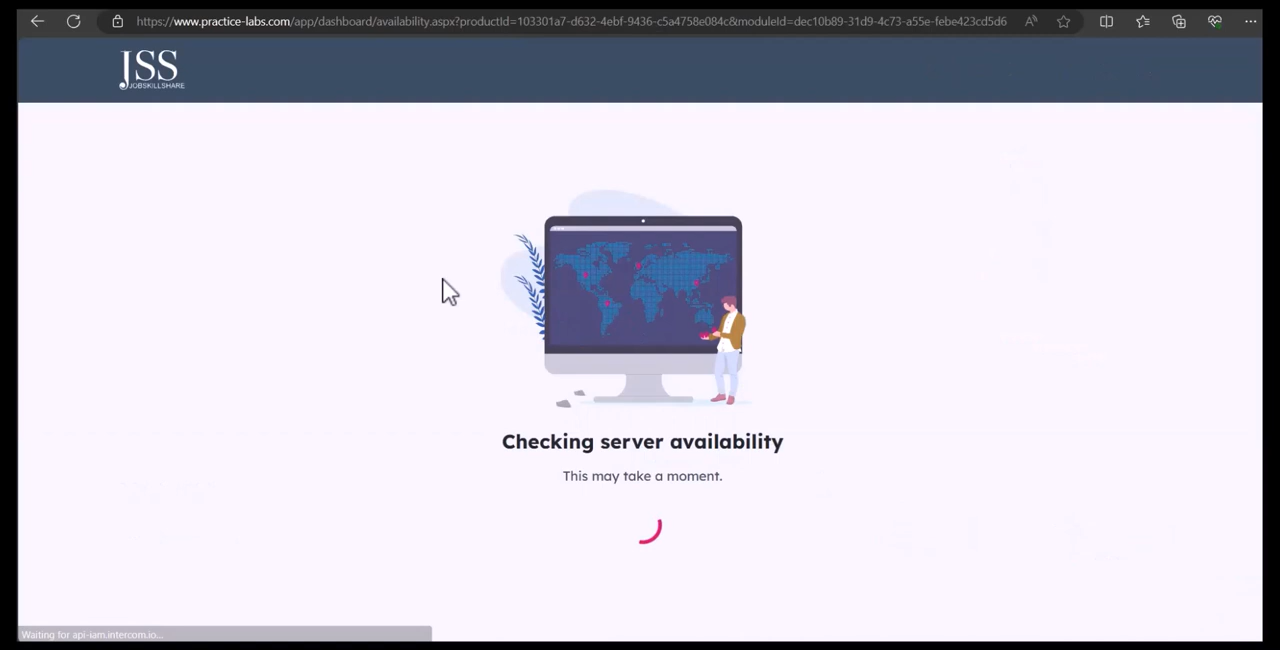 https://www.practice-labs.com/app/dashboard/availability.aspx?productId=103301a7-d632-4ebf-9436-c5a4758e084c&moduleId=dec10b89-31d9-4c73-a55e-febe423cd5d6
JSS
JOBSKILLSHARE
Checking server availability
This may take a moment.
Waiting for api-iam.intercom.io...